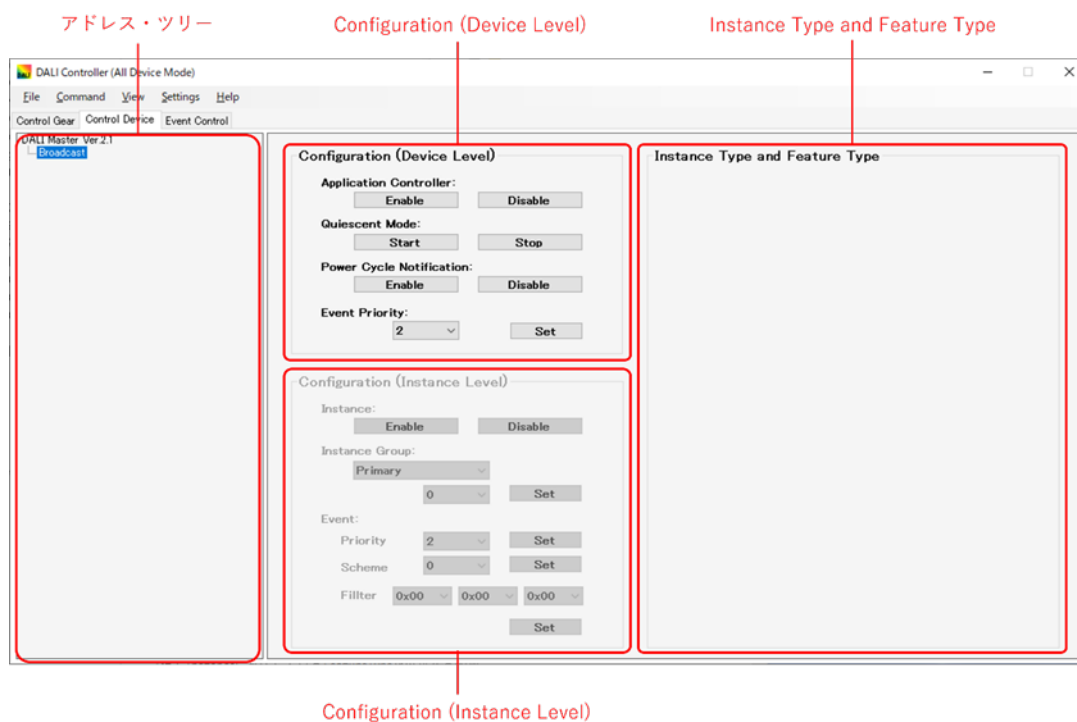 アドレス・ツリー Configuration (Device Level) Instance Type and Feature Type
DALI Controller (All Device Mode)
File Command View Settings Help
Control Gear Control Device Event Control
DALI Master Ver.2.1
Broadcast
Configuration (Device Level)
Application Controller:
Enable Disable
Quiescent Mode:
Start Stop
Power Cycle Notification:
Enable Disable
Event Priority:
2 Set
Configuration (Instance Level)
Instance:
Enable Disable
Instance Group:
Primary
0 Set
Event:
Priority 2 Set
Scheme 0 Set
Fillter 0x00 0x00 0x00
Set
Instance Type and Feature Type
Configuration (Instance Level)